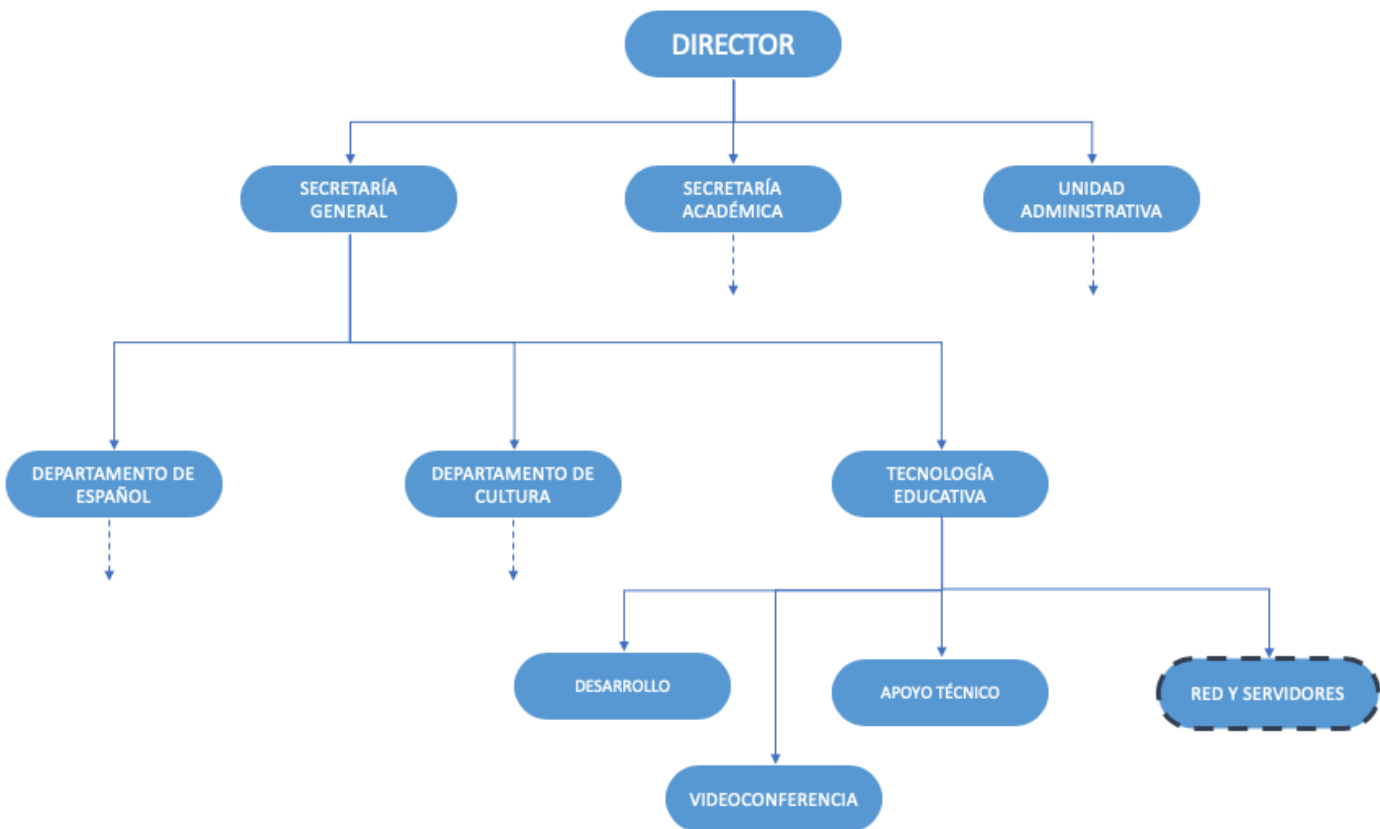 DIRECTOR
SECRETARÍA
GENERAL
SECRETARÍA
ACADÉMICA
UNIDAD
ADMINISTRATIVA
DEPARTAMENTO DE
ESPAÑOL
DEPARTAMENTO DE
CULTURA
TECNOLOGÍA
EDUCATIVA
DESARROLLO
APOYO TÉCNICO
RED Y SERVIDORES
VIDEOCONFERENCIA